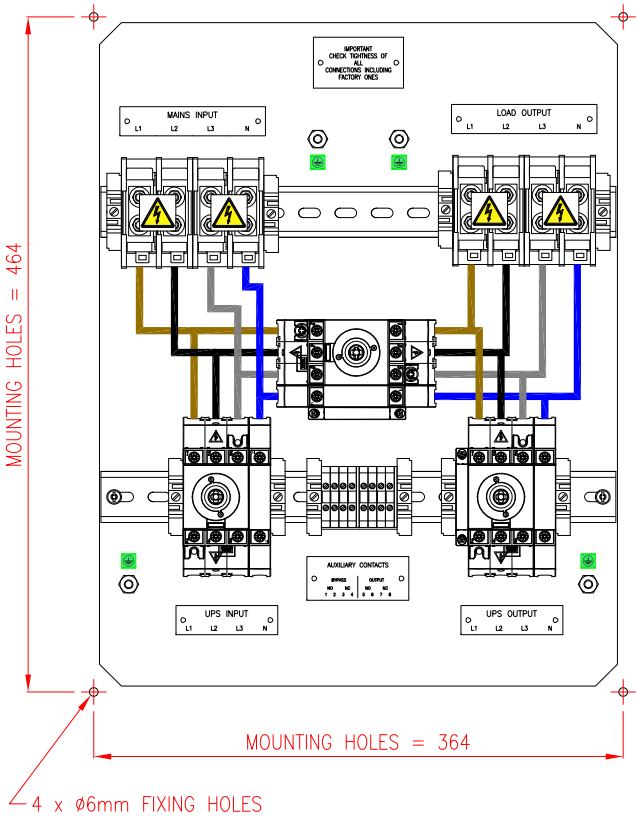 IMPORTANT
CHECK TIGHTNESS OF
ALL
CONNECTIONS INCLUDING
FACTORY ONES
MAINS INPUT
L1 L2 L3 N
LOAD OUTPUT
L1 L2 L3 N
MOUNTING HOLES = 464
AUXILIARY CONTACTS
BYPASS OUTPUT
NO NC NO NC
1 2 3 4 5 6 7 8
UPS INPUT
L1 L2 L3 N
UPS OUTPUT
L1 L2 L3 N
MOUNTING HOLES = 364
4 x Ø6mm FIXING HOLES